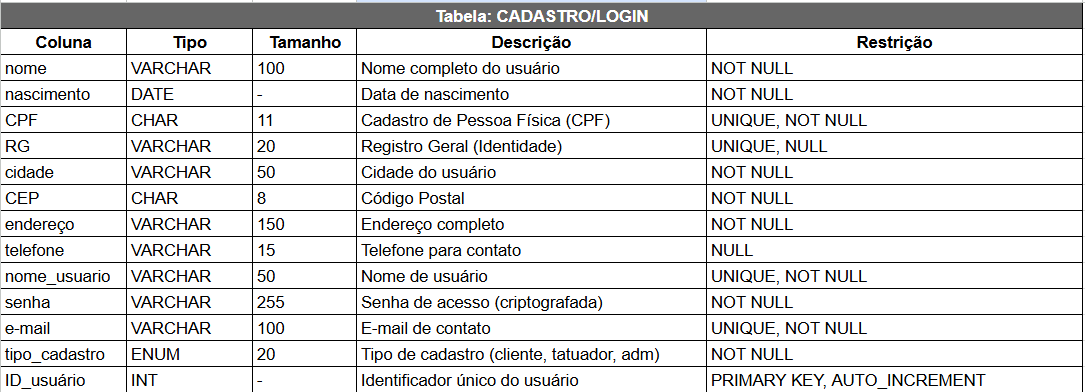 Tabela: CADASTRO/LOGIN
Coluna Tipo Tamanho Descrição Restrição
nome VARCHAR 100 Nome completo do usuário NOT NULL
nascimento DATE - Data de nascimento NOT NULL
CPF CHAR 11 Cadastro de Pessoa Física (CPF) UNIQUE, NOT NULL
RG VARCHAR 20 Registro Geral (Identidade) UNIQUE, NULL
cidade VARCHAR 50 Cidade do usuário NOT NULL
CEP CHAR 8 Código Postal NOT NULL
endereço VARCHAR 150 Endereço completo NOT NULL
telefone VARCHAR 15 Telefone para contato NULL
nome_usuario VARCHAR 50 Nome de usuário UNIQUE, NOT NULL
senha VARCHAR 255 Senha de acesso (criptografada) NOT NULL
e-mail VARCHAR 100 E-mail de contato UNIQUE, NOT NULL
tipo_cadastro ENUM 20 Tipo de cadastro (cliente, tatuador, adm) NOT NULL
ID_usuário INT - Identificador único do usuário PRIMARY KEY, AUTO_INCREMENT